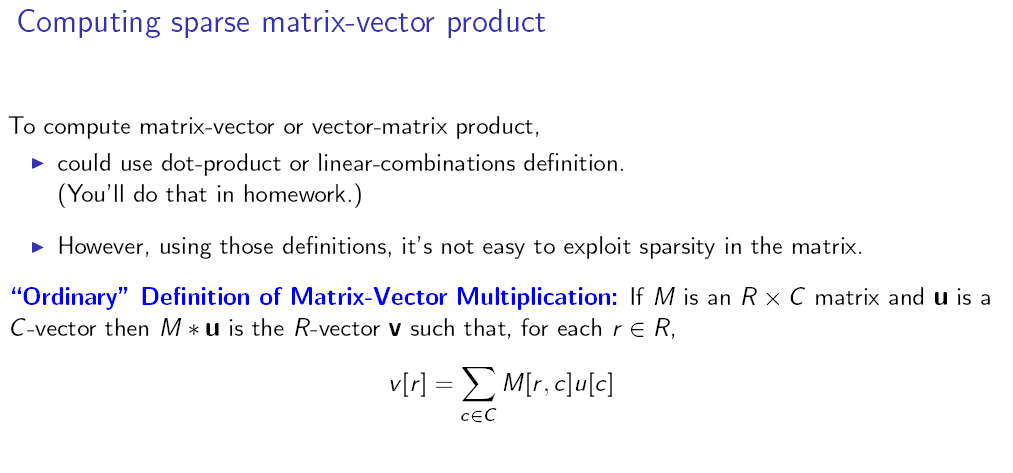 Computing sparse matrix-vector product
To compute matrix-vector or vector-matrix product,
▶ could use dot-product or linear-combinations definition.
(You'll do that in homework.)
▶ However, using those definitions, it's not easy to exploit sparsity in the matrix.
“Ordinary” Definition of Matrix-Vector Multiplication: If M is an R × C matrix and u is a
C-vector then M ∗ u is the R-vector v such that, for each r ∈ R,
v[r] = ∑ M[r, c]u[c]
c∈C